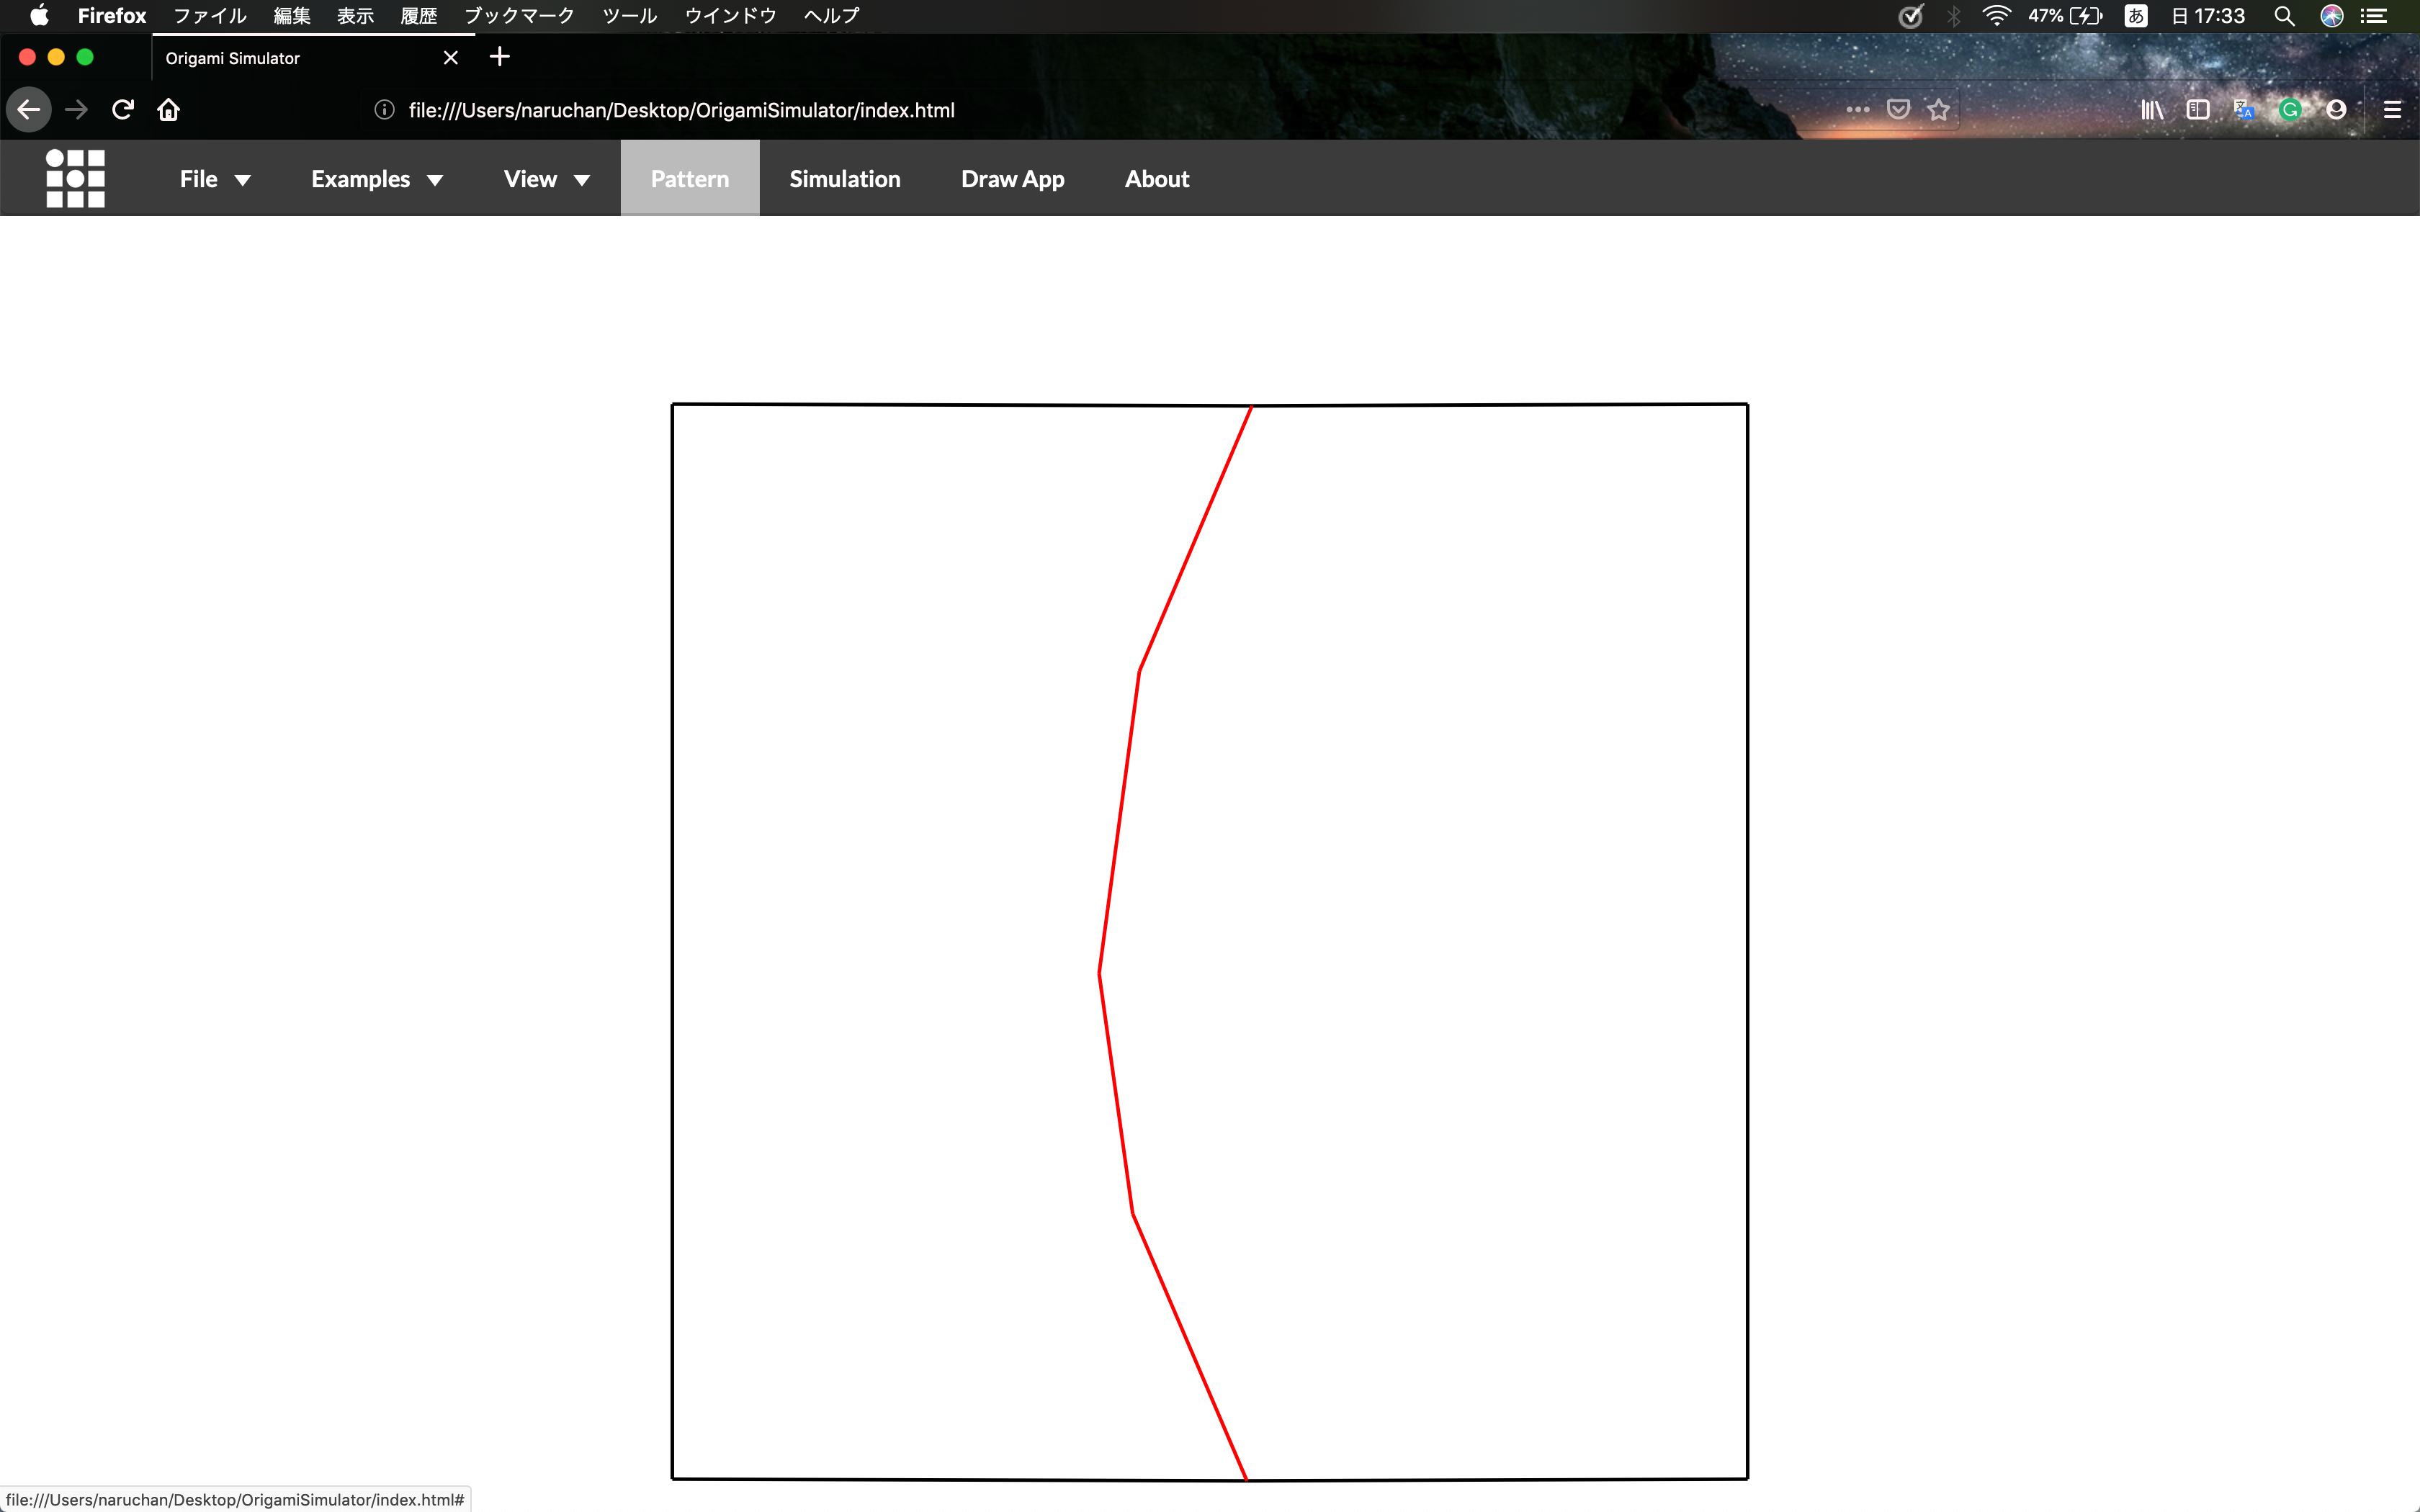 Firefox ファイル 編集 表示 履歴 ブックマーク ツール ウインドウ ヘルプ 47% あ 日 17:33
Origami Simulator
file:///Users/naruchan/Desktop/OrigamiSimulator/index.html
File Examples View Pattern Simulation Draw App About
file:///Users/naruchan/Desktop/OrigamiSimulator/index.html#